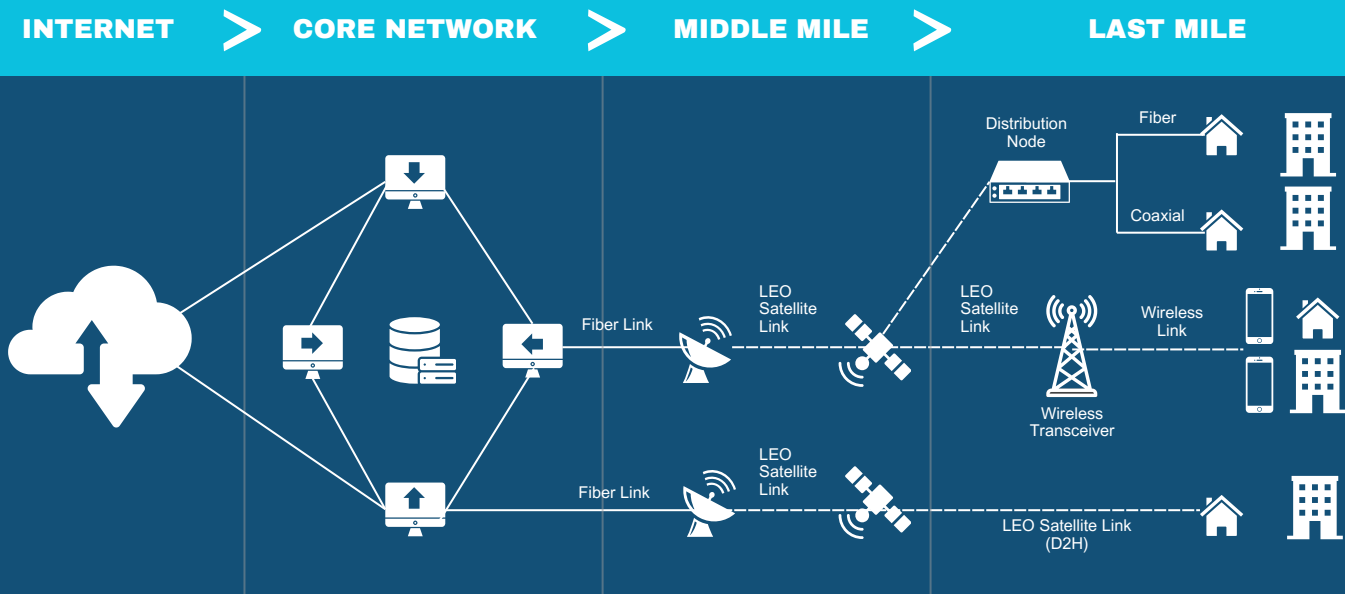 INTERNET > CORE NETWORK > MIDDLE MILE > LAST MILE
Distribution
Node
Fiber
Coaxial
Fiber Link
LEO
Satellite
Link
LEO
Satellite
Link
Wireless
Link
Wireless
Transceiver
Fiber Link
LEO
Satellite
Link
LEO Satellite Link
(D2H)